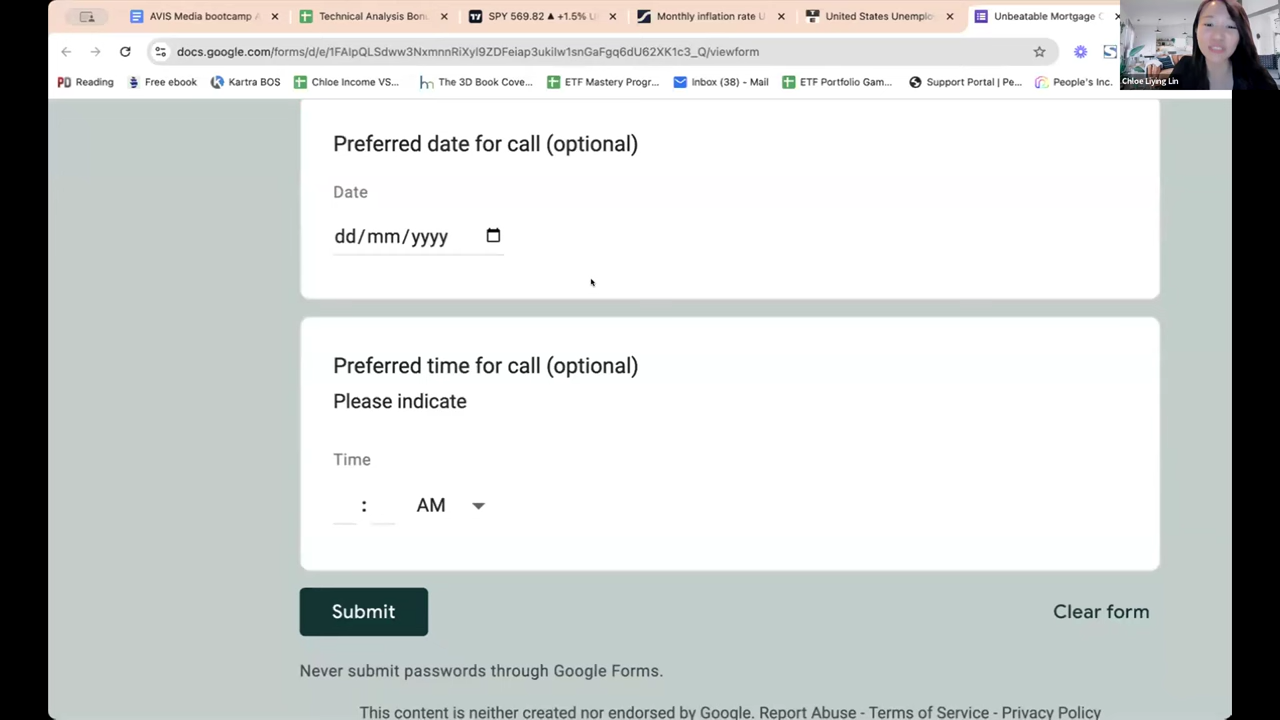 AVIS Media bootcamp
Technical Analysis Bon
SPY 569.82 ▲ +1.5%
Monthly inflation rate U
United States Unemplo
Unbeatable Mortgage
docs.google.com/forms/d/e/1FAIpQLSdww3NxmnnRiXyl9ZDFeiap3ukilw1snGaFgq6dU62XK1c3_Q/viewform
Reading
Free ebook
Kartra BOS
Chloe Income VS...
The 3D Book Cove...
ETF Mastery Progr...
Inbox (38) - Mail
ETF Portfolio Gam...
Support Portal | Pe...
People's Inc.
Chloe Liying Lin
Preferred date for call (optional)
Date
dd/mm/yyyy
Preferred time for call (optional)
Please indicate
Time
: AM
Submit
Clear form
Never submit passwords through Google Forms.
This content is neither created nor endorsed by Google. Report Abuse - Terms of Service - Privacy Policy